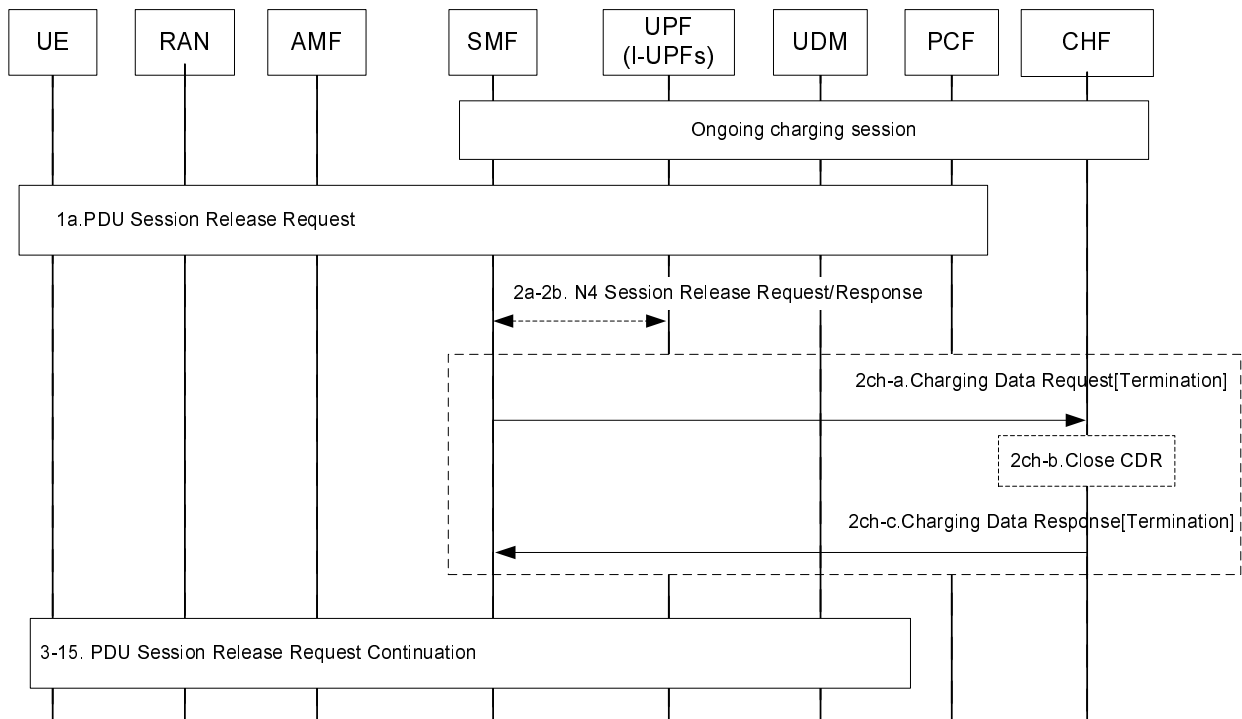 UE
RAN
AMF
SMF
UPF
(I-UPFs)
UDM
PCF
CHF
Ongoing charging session
1a.PDU Session Release Request
2a-2b. N4 Session Release Request/Response
2ch-a.Charging Data Request[Termination]
2ch-b.Close CDR
2ch-c.Charging Data Response[Termination]
3-15. PDU Session Release Request Continuation